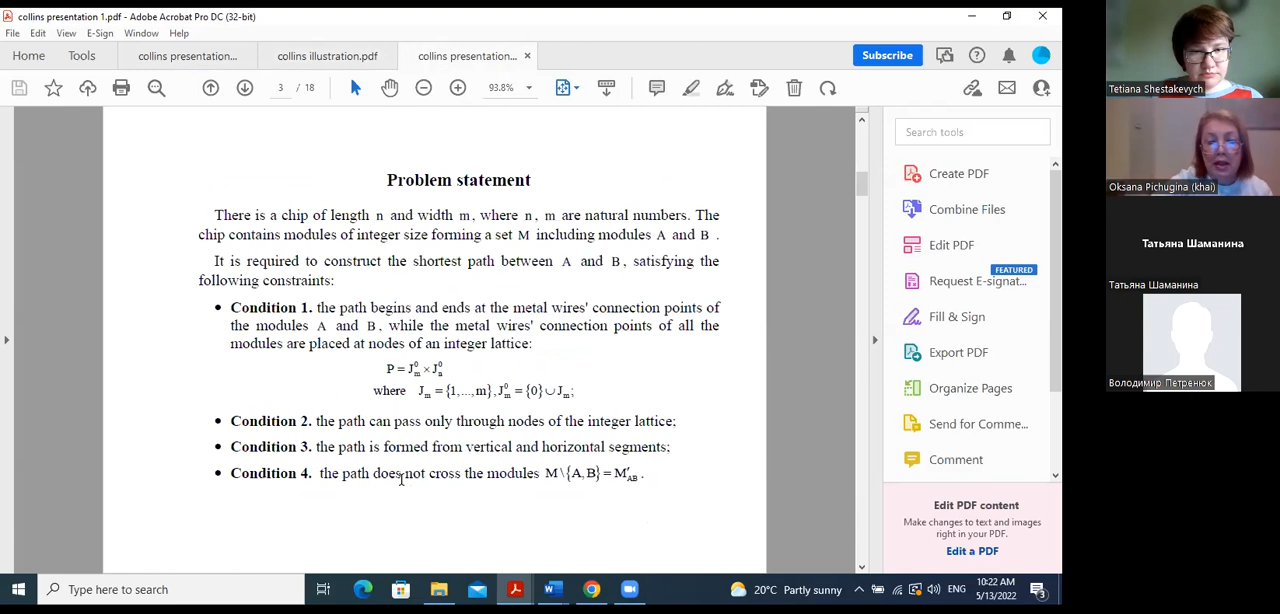 collins presentation 1.pdf - Adobe Acrobat Pro DC (32-bit)
File Edit View E-Sign Window Help
Home Tools collins presentation... collins illustration.pdf collins presentation... × Subscribe
3 / 18 93.8%
Problem statement
There is a chip of length n and width m, where n, m are natural numbers. The
chip contains modules of integer size forming a set M including modules A and B .
It is required to construct the shortest path between A and B, satisfying the
following constraints:
• Condition 1. the path begins and ends at the metal wires' connection points of
the modules A and B, while the metal wires' connection points of all the
modules are placed at nodes of an integer lattice:
P = J⁰ₘ × J⁰ₙ
where Jₘ = {1,...,m}, J⁰ₘ = {0} ∪ Jₘ;
• Condition 2. the path can pass only through nodes of the integer lattice;
• Condition 3. the path is formed from vertical and horizontal segments;
• Condition 4. the path does not cross the modules M \ {A, B} = M′_AB .
Search tools
Create PDF
Combine Files
Edit PDF
FEATURED
Request E-signat...
Fill & Sign
Export PDF
Organize Pages
Send for Comme...
Comment
Edit PDF content
Make changes to text and images
right in your PDF.
Edit a PDF
Tetiana Shestakevych
Oksana Pichugina (khai)
Татьяна Шаманина
Татьяна Шаманина
Володимир Петренюк
Type here to search
20°C Partly sunny ENG
10:22 AM
5/13/2022
3